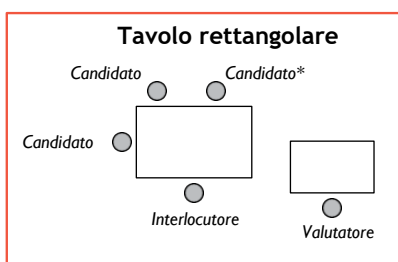 Tavolo rettangolare
Candidato
Candidato*
Candidato
Interlocutore
Valutatore